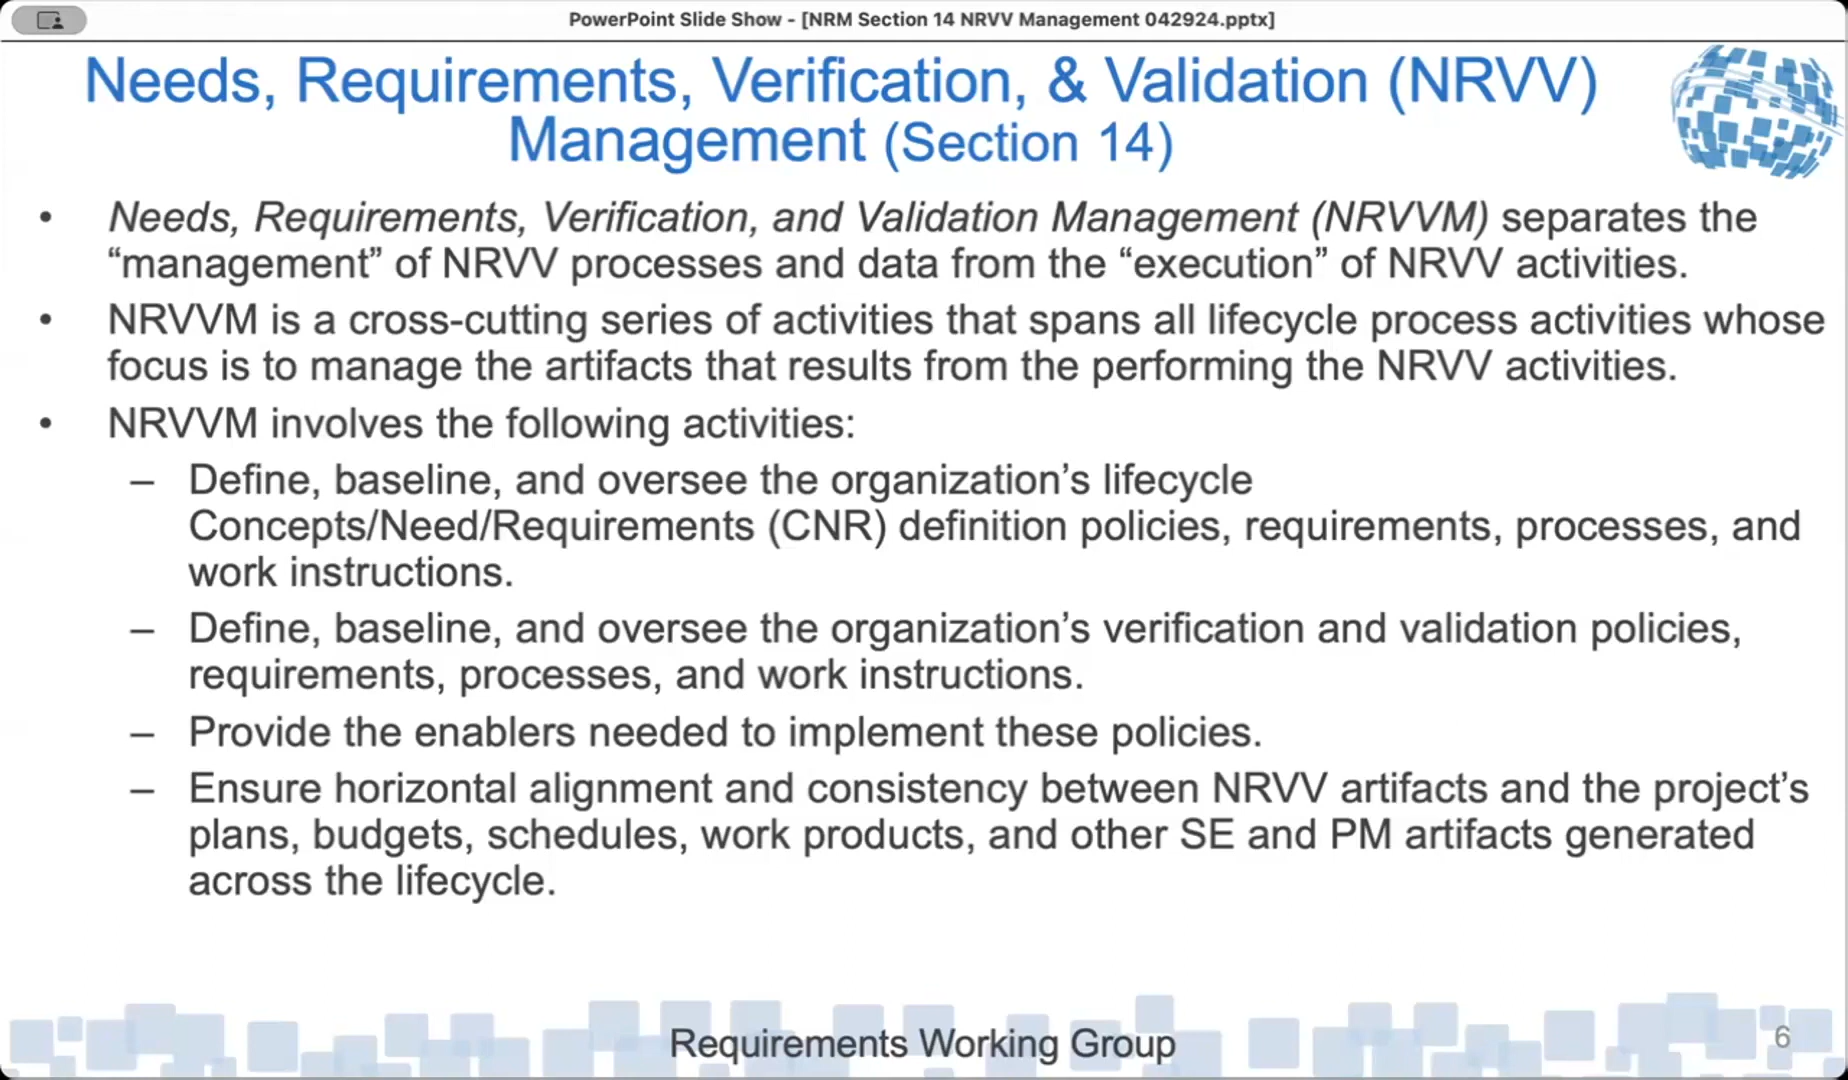 PowerPoint Slide Show - [NRM Section 14 NRVV Management 042924.pptx]
Needs, Requirements, Verification, & Validation (NRVV)
Management (Section 14)
• Needs, Requirements, Verification, and Validation Management (NRVVM) separates the
“management” of NRVV processes and data from the “execution” of NRVV activities.
• NRVVM is a cross-cutting series of activities that spans all lifecycle process activities whose
focus is to manage the artifacts that results from the performing the NRVV activities.
• NRVVM involves the following activities:
– Define, baseline, and oversee the organization’s lifecycle
Concepts/Need/Requirements (CNR) definition policies, requirements, processes, and
work instructions.
– Define, baseline, and oversee the organization’s verification and validation policies,
requirements, processes, and work instructions.
– Provide the enablers needed to implement these policies.
– Ensure horizontal alignment and consistency between NRVV artifacts and the project’s
plans, budgets, schedules, work products, and other SE and PM artifacts generated
across the lifecycle.
Requirements Working Group
6